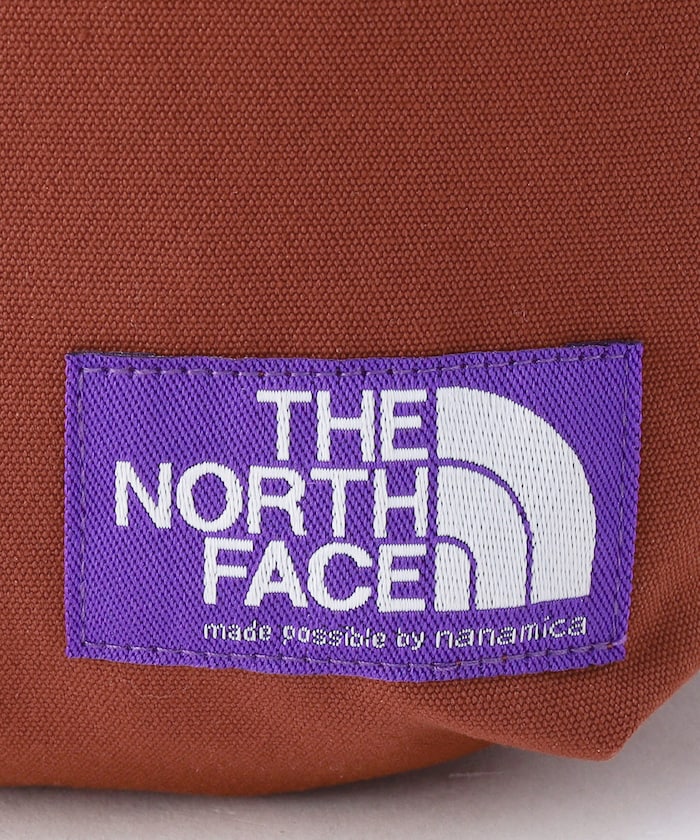 THE
NORTH
FACE
made possible by nanamica